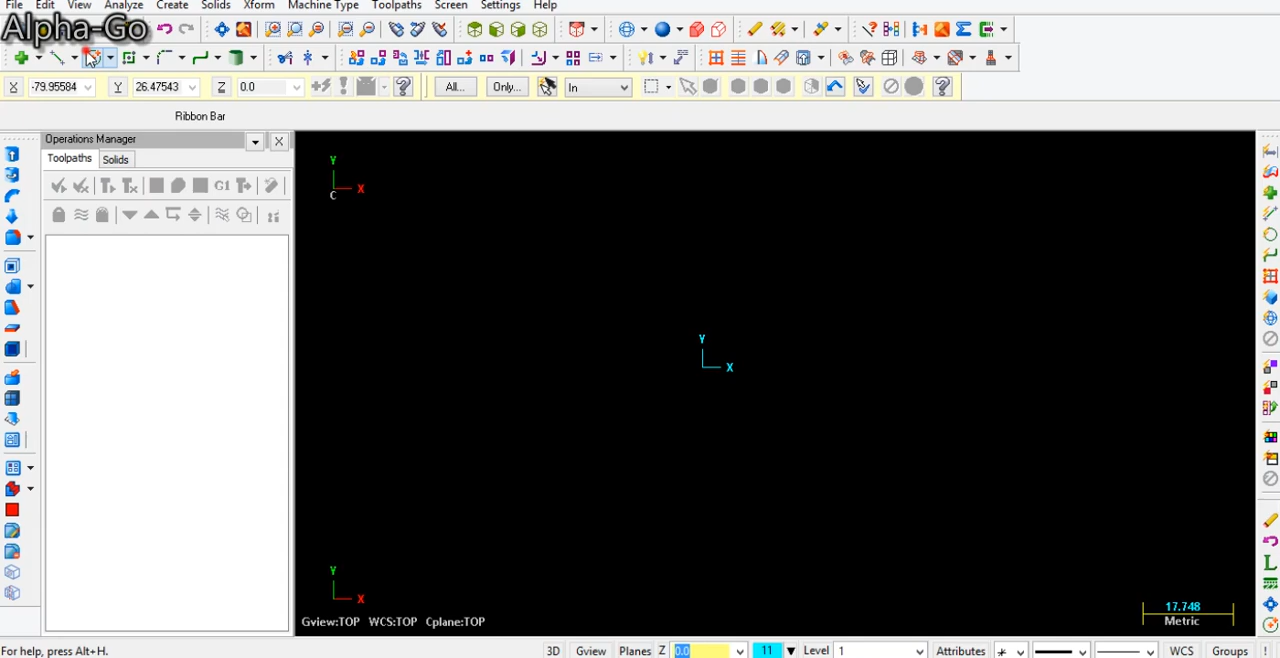 File Edit View Analyze Create Solids Xform Machine Type Toolpaths Screen Settings Help
Alpha-Go
G
X -79.95584 Y 26.47543 Z 0.0 All... Only... In
Ribbon Bar
Operations Manager
Toolpaths Solids
G1
Y
X
C
Y
X
Y
X
Gview:TOP WCS:TOP Cplane:TOP
17.748
Metric
L
For help, press Alt+H. 3D Gview Planes Z 0.0 11 Level 1 Attributes WCS Groups !